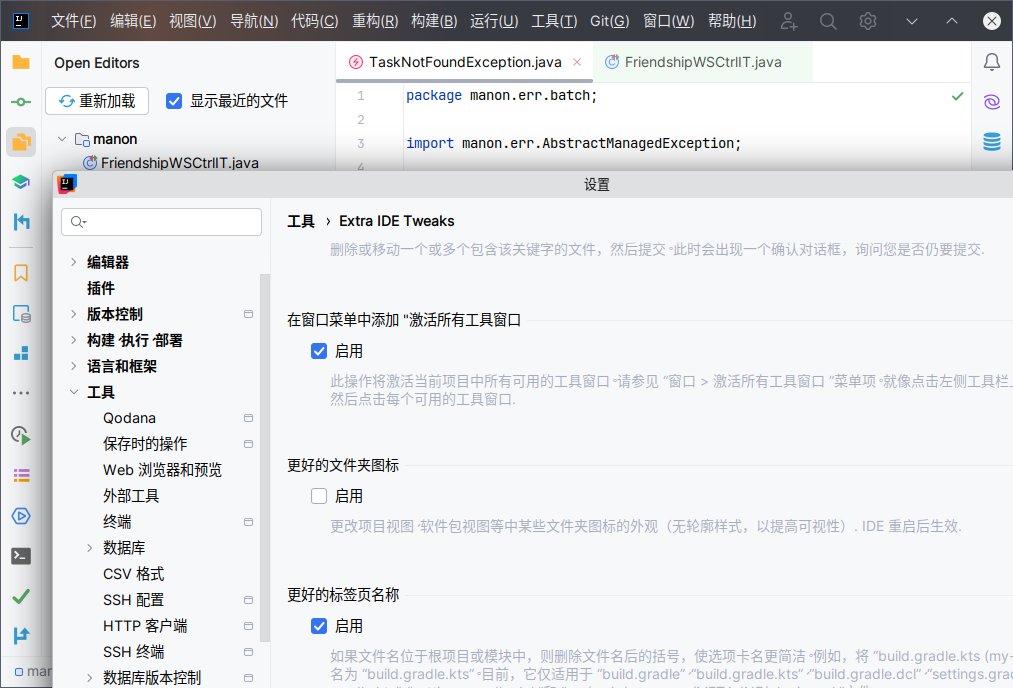 文件(F) 编辑(E) 视图(V) 导航(N) 代码(C) 重构(R) 构建(B) 运行(U) 工具(T) Git(G) 窗口(W) 帮助(H)
Open Editors
TaskNotFoundException.java
FriendshipWSCtrlIT.java
重新加载
显示最近的文件
manon
FriendshipWSCtrlIT.java
1 package manon.err.batch;
2
3 import manon.err.AbstractManagedException;
4
设置
编辑器
插件
版本控制
构建、执行、部署
语言和框架
工具
Qodana
保存时的操作
Web 浏览器和预览
外部工具
终端
数据库
CSV 格式
SSH 配置
HTTP 客户端
SSH 终端
数据库版本控制
工具 › Extra IDE Tweaks
删除或移动一个或多个包含该关键字的文件，然后提交。此时会出现一个确认对话框，询问您是否仍要提交.
在窗口菜单中添加 "激活所有工具窗口
启用
此操作将激活当前项目中所有可用的工具窗口。请参见 "窗口 > 激活所有工具窗口 "菜单项。就像点击左侧工具栏上
然后点击每个可用的工具窗口.
更好的文件夹图标
启用
更改项目视图、软件包视图等中某些文件夹图标的外观（无轮廓样式，以提高可视性）. IDE 重启后生效.
更好的标签页名称
启用
如果文件名位于根项目或模块中，则删除文件名后的括号，使选项卡名更简洁。例如，将 "build.gradle.kts (my-
名为 "build.gradle.kts"。目前，它仅适用于 "build.gradle"、"build.gradle.kts"、"build.gradle.dcl"、"settings.grad
man